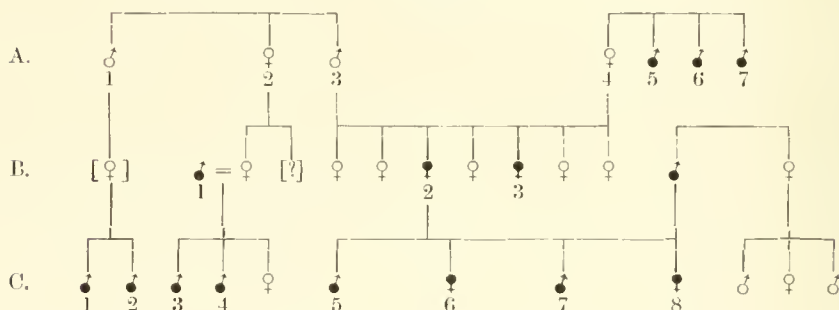 A.
1 2 3 4 5 6 7
B. [♀] ♂ = ♀ [?]
1 2 3
C.
1 2 3 4 5 6 7 8